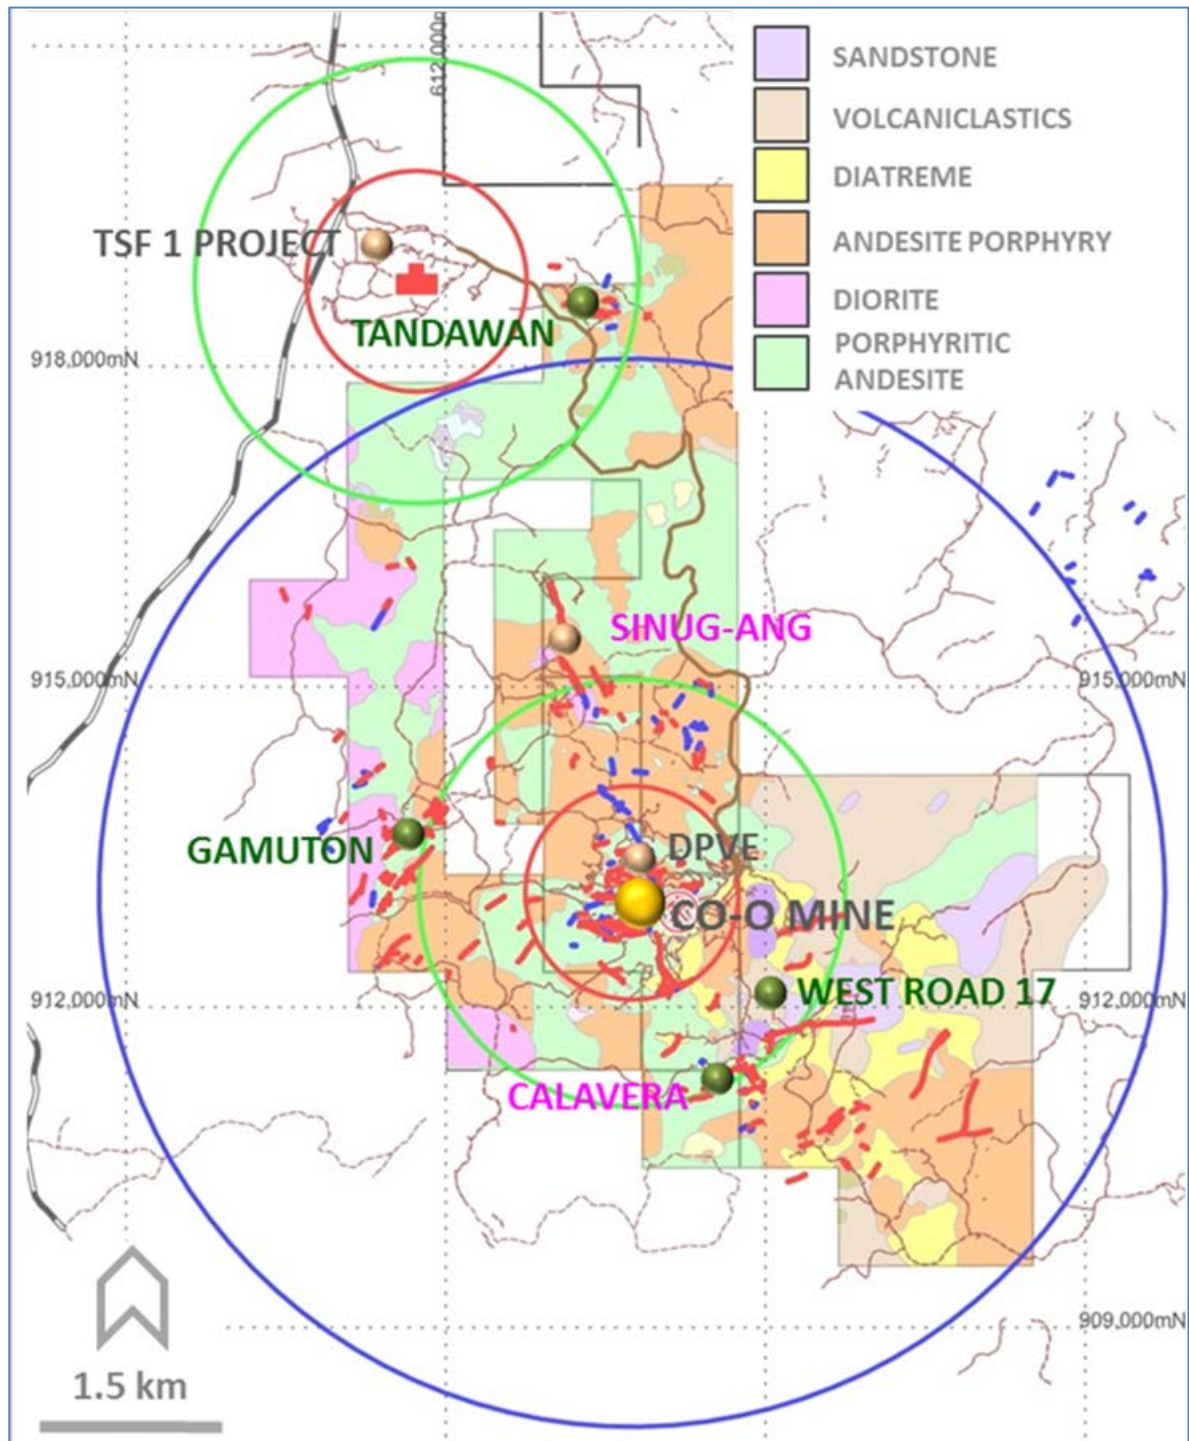 612,000m
SANDSTONE
VOLCANICLASTICS
DIATREME
ANDESITE PORPHYRY
DIORITE
PORPHYRITIC
ANDESITE
TSF 1 PROJECT
TANDAWAN
918,000mN
SINUG-ANG
915,000mN
915,000mN
GAMUTON
DPVE
CO-O MINE
WEST ROAD 17
912,000mN
912,000mN
CALAVERA
909,000mN
1.5 km